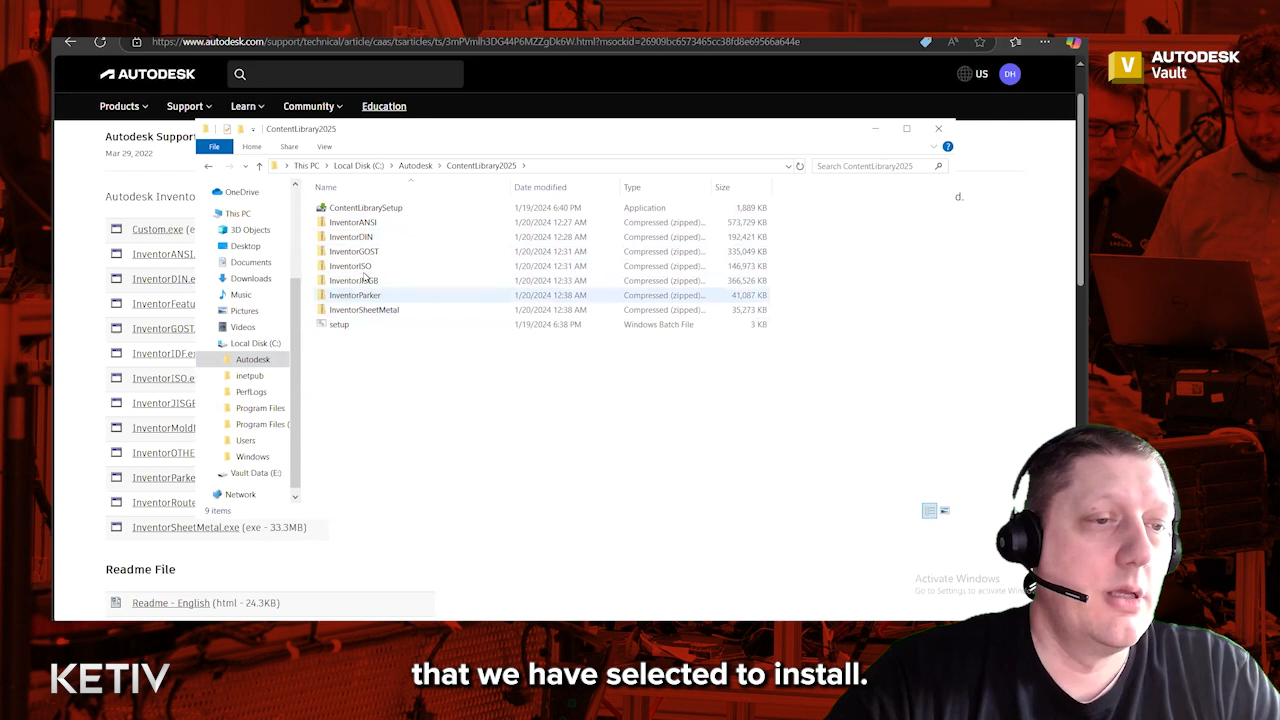 https://www.autodesk.com/support/technical/article/caas/tsarticles/ts/3mPVmlh3DG44P6MZZgDk6W.html?msockid=26909bc6573465cc38fd8e69566a644e
AUTODESK
Vault
AUTODESK
US
DH
Products Support Learn Community Education
Autodesk Support
Mar 29, 2022
Autodesk Invento
d.
Custom.exe (e
InventorANSI.
InventorDIN.e
InventorFeatu
InventorGOST.
InventorIDF.e
InventorISO.e
InventorJISGB
InventorMold
InventorOTHE
InventorParke
InventorRoute
InventorSheetMetal.exe (exe - 33.3MB)
Readme File
Readme - English (html - 24.3KB)
ContentLibrary2025
File Home Share View
This PC > Local Disk (C:) > Autodesk > ContentLibrary2025 >
Search ContentLibrary2025
OneDrive
This PC
3D Objects
Desktop
Documents
Downloads
Music
Pictures
Videos
Local Disk (C:)
Autodesk
inetpub
PerfLogs
Program Files
Program Files (
Users
Windows
Vault Data (E:)
Network
9 items
Name Date modified Type Size
ContentLibrarySetup 1/19/2024 6:40 PM Application 1,889 KB
InventorANSI 1/20/2024 12:27 AM Compressed (zipped)... 573,729 KB
InventorDIN 1/20/2024 12:28 AM Compressed (zipped)... 192,421 KB
InventorGOST 1/20/2024 12:31 AM Compressed (zipped)... 335,049 KB
InventorISO 1/20/2024 12:31 AM Compressed (zipped)... 146,973 KB
InventorJISGB 1/20/2024 12:33 AM Compressed (zipped)... 366,526 KB
InventorParker 1/20/2024 12:38 AM Compressed (zipped)... 41,087 KB
InventorSheetMetal 1/20/2024 12:38 AM Compressed (zipped)... 35,273 KB
setup 1/19/2024 6:38 PM Windows Batch File 3 KB
Activate Windows
Go to Settings to activate Win
KETIV
that we have selected to install.